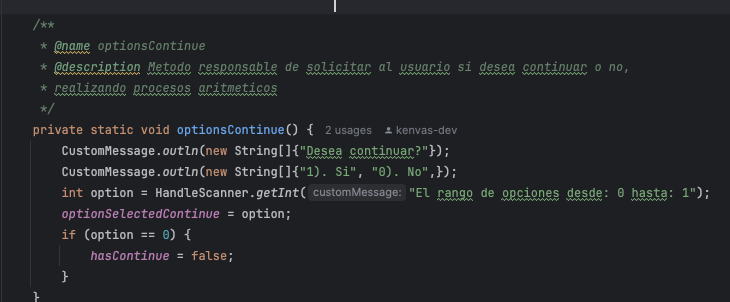 /**
 * @name optionsContinue
 * @description Metodo responsable de solicitar al usuario si desea continuar o no,
 * realizando procesos aritmeticos
 */
private static void optionsContinue() { 2 usages kenvas-dev
    CustomMessage.outln(new String[]{"Desea continuar?"});
    CustomMessage.outln(new String[]{"1). Si", "0). No",});
    int option = HandleScanner.getInt( customMessage: "El rango de opciones desde: 0 hasta: 1");
    optionSelectedContinue = option;
    if (option == 0) {
        hasContinue = false;
    }
}